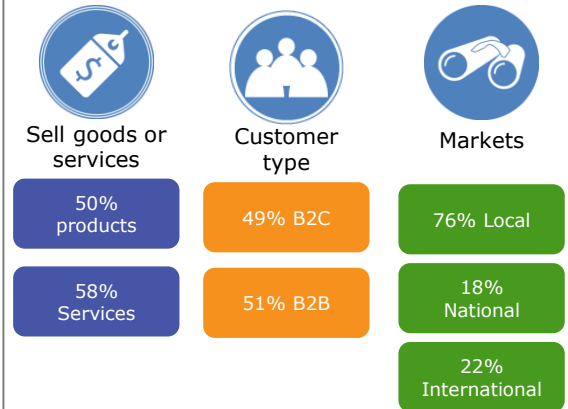 $
Sell goods or
services
50%
products
58%
Services
Customer
type
49% B2C
51% B2B
Markets
76% Local
18%
National
22%
International